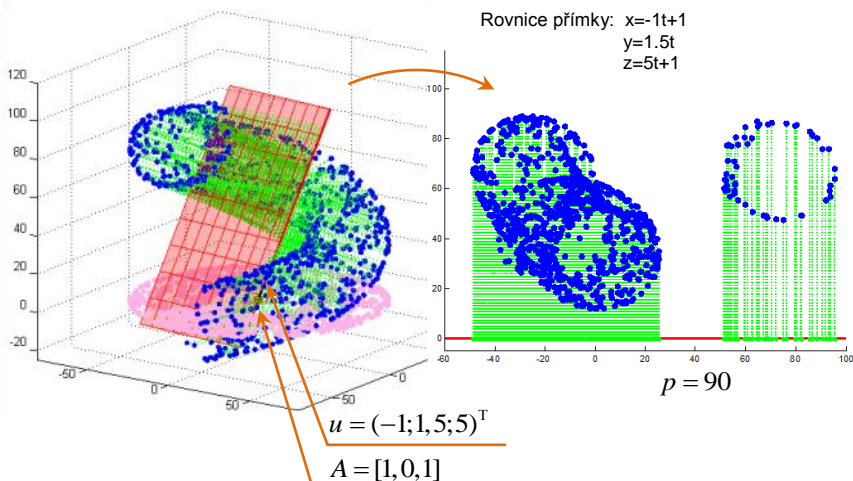 Rovnice přímky: x=-1t+1
y=1.5t
z=5t+1
120
100
80
60
40
20
0
-20
-50
0
50
-50
0
100
80
60
40
20
0
-60 -40 -20 0 20 40 60 80 100
p = 90
u = (−1;1,5;5)ᵀ
A = [1,0,1]